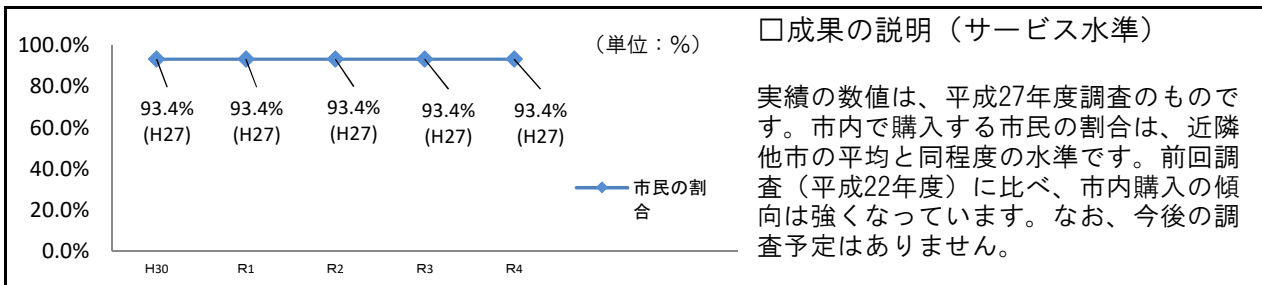 100.0%
80.0%
60.0%
40.0%
20.0%
0.0%
（単位：％）
93.4%
(H27)
93.4%
(H27)
93.4%
(H27)
93.4%
(H27)
93.4%
(H27)
市民の割
合
H30 R1 R2 R3 R4
□成果の説明（サービス水準）
実績の数値は、平成27年度調査のもので
す。市内で購入する市民の割合は、近隣
他市の平均と同程度の水準です。前回調
査（平成22年度）に比べ、市内購入の傾
向は強くなっています。なお、今後の調
査予定はありません。